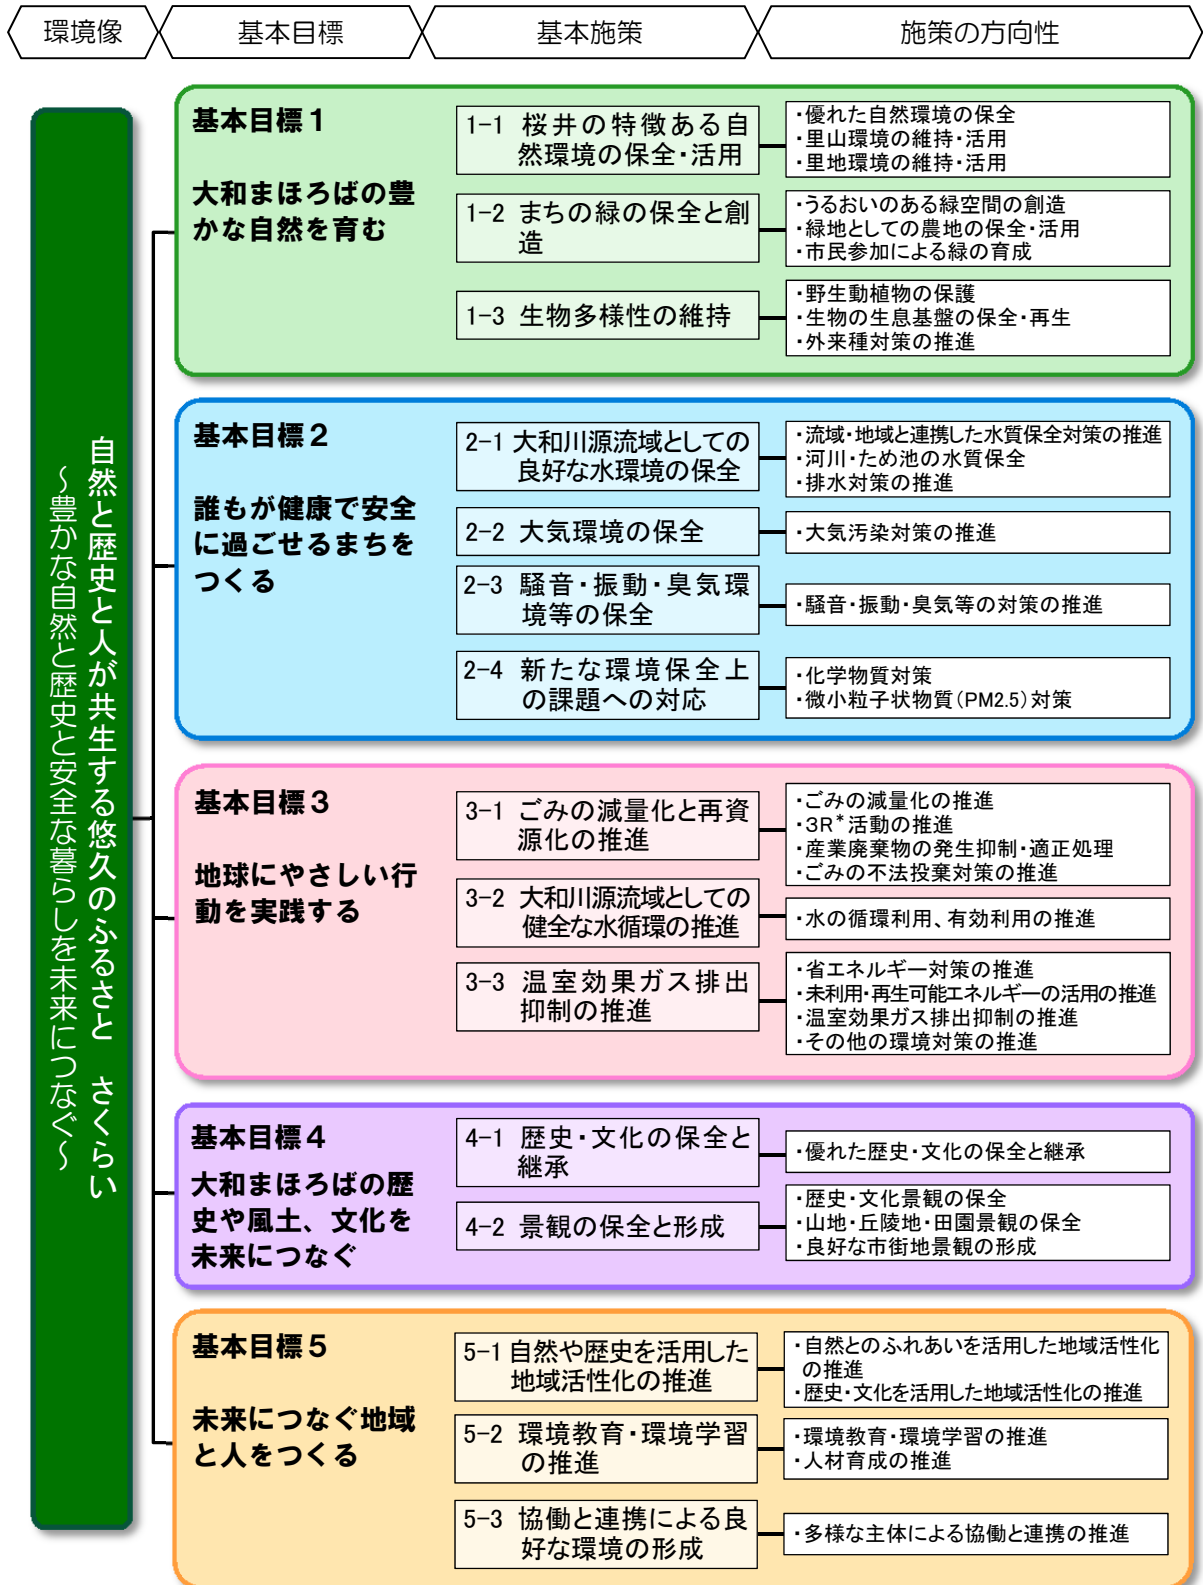 環境像
基本目標
基本施策
施策の方向性
自然と歴史と人が共生する悠久のふるさと　さくらい
～豊かな自然と歴史と安全な暮らしを未来につなぐ～
基本目標１
大和まほろばの豊
かな自然を育む
1-1 桜井の特徴ある自
然環境の保全・活用
・優れた自然環境の保全
・里山環境の維持・活用
・里地環境の維持・活用
1-2 まちの緑の保全と創
造
・うるおいのある緑空間の創造
・緑地としての農地の保全・活用
・市民参加による緑の育成
1-3 生物多様性の維持
・野生動植物の保護
・生物の生息基盤の保全・再生
・外来種対策の推進
基本目標２
誰もが健康で安全
に過ごせるまちを
つくる
2-1 大和川源流域としての
良好な水環境の保全
・流域・地域と連携した水質保全対策の推進
・河川・ため池の水質保全
・排水対策の推進
2-2 大気環境の保全
・大気汚染対策の推進
2-3 騒音・振動・臭気環
境等の保全
・騒音・振動・臭気等の対策の推進
2-4 新たな環境保全上
の課題への対応
・化学物質対策
・微小粒子状物質(PM2.5)対策
基本目標３
地球にやさしい行
動を実践する
3-1 ごみの減量化と再資
源化の推進
・ごみの減量化の推進
・3R*活動の推進
・産業廃棄物の発生抑制・適正処理
・ごみの不法投棄対策の推進
3-2 大和川源流域としての
健全な水循環の推進
・水の循環利用、有効利用の推進
3-3 温室効果ガス排出
抑制の推進
・省エネルギー対策の推進
・未利用・再生可能エネルギーの活用の推進
・温室効果ガス排出抑制の推進
・その他の環境対策の推進
基本目標４
大和まほろばの歴
史や風土、文化を
未来につなぐ
4-1 歴史・文化の保全と
継承
・優れた歴史・文化の保全と継承
4-2 景観の保全と形成
・歴史・文化景観の保全
・山地・丘陵地・田園景観の保全
・良好な市街地景観の形成
基本目標５
未来につなぐ地域
と人をつくる
5-1 自然や歴史を活用した
地域活性化の推進
・自然とのふれあいを活用した地域活性化
の推進
・歴史・文化を活用した地域活性化の推進
5-2 環境教育・環境学習
の推進
・環境教育・環境学習の推進
・人材育成の推進
5-3 協働と連携による良
好な環境の形成
・多様な主体による協働と連携の推進